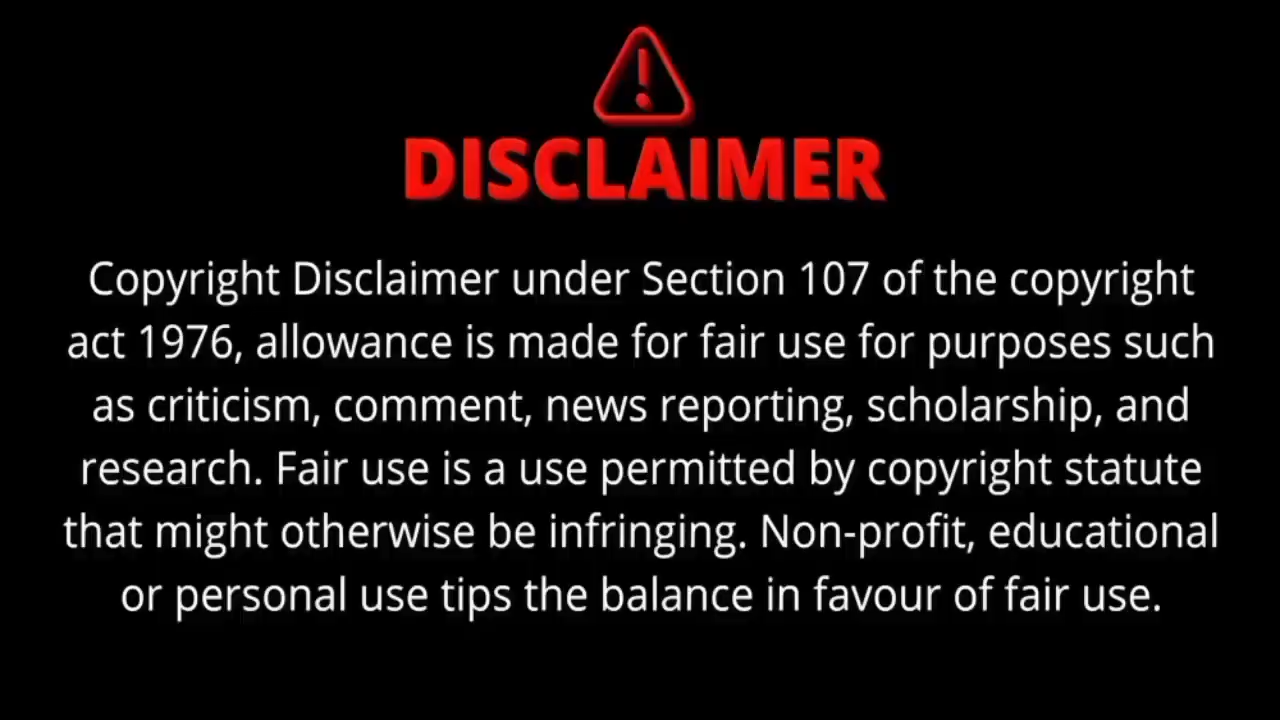 DISCLAIMER
Copyright Disclaimer under Section 107 of the copyright
act 1976, allowance is made for fair use for purposes such
as criticism, comment, news reporting, scholarship, and
research. Fair use is a use permitted by copyright statute
that might otherwise be infringing. Non-profit, educational
or personal use tips the balance in favour of fair use.